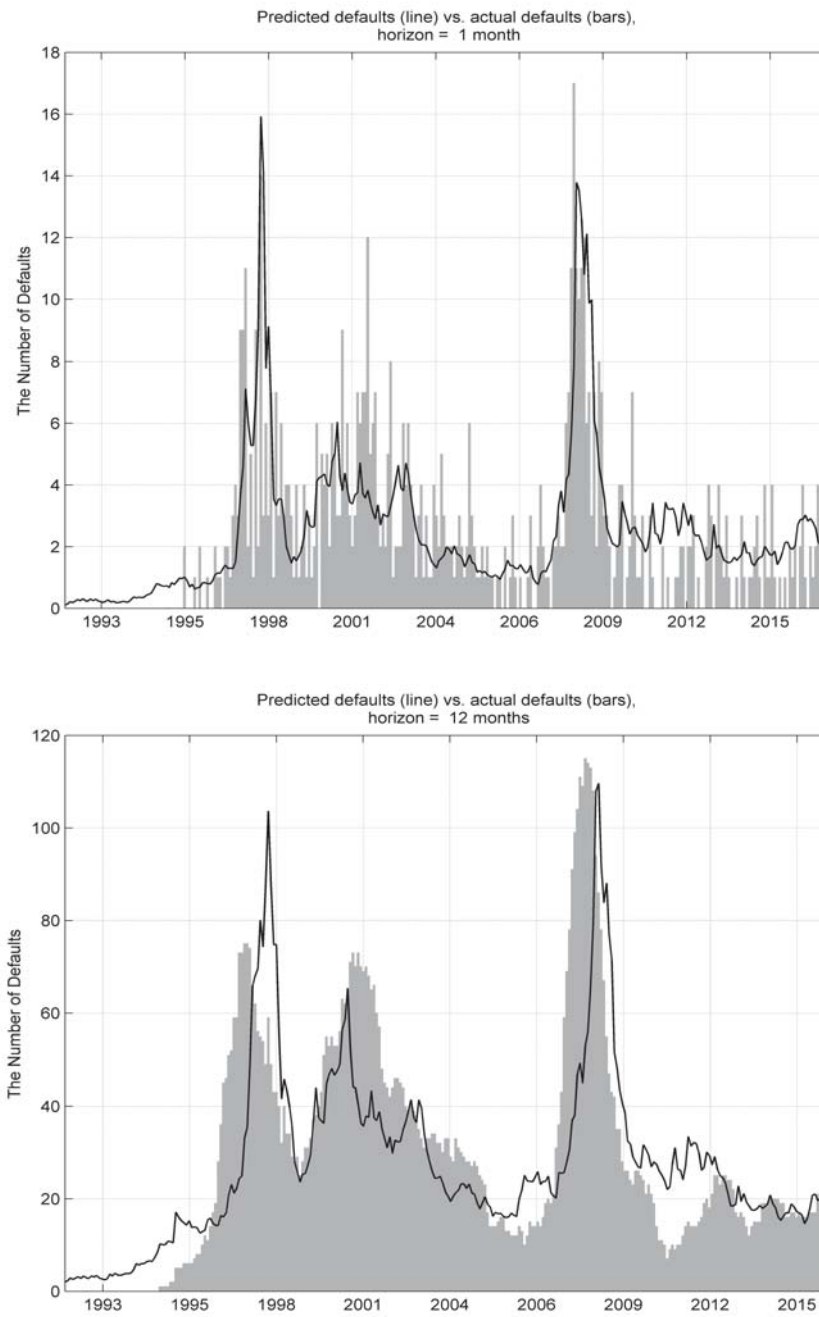 Predicted defaults (line) vs. actual defaults (bars),
horizon = 1 month
18
16
14
12
10
8
6
4
2
0
The Number of Defaults
1993 1995 1998 2001 2004 2006 2009 2012 2015
Predicted defaults (line) vs. actual defaults (bars),
horizon = 12 months
120
100
80
60
40
20
0
The Number of Defaults
1993 1995 1998 2001 2004 2006 2009 2012 2015